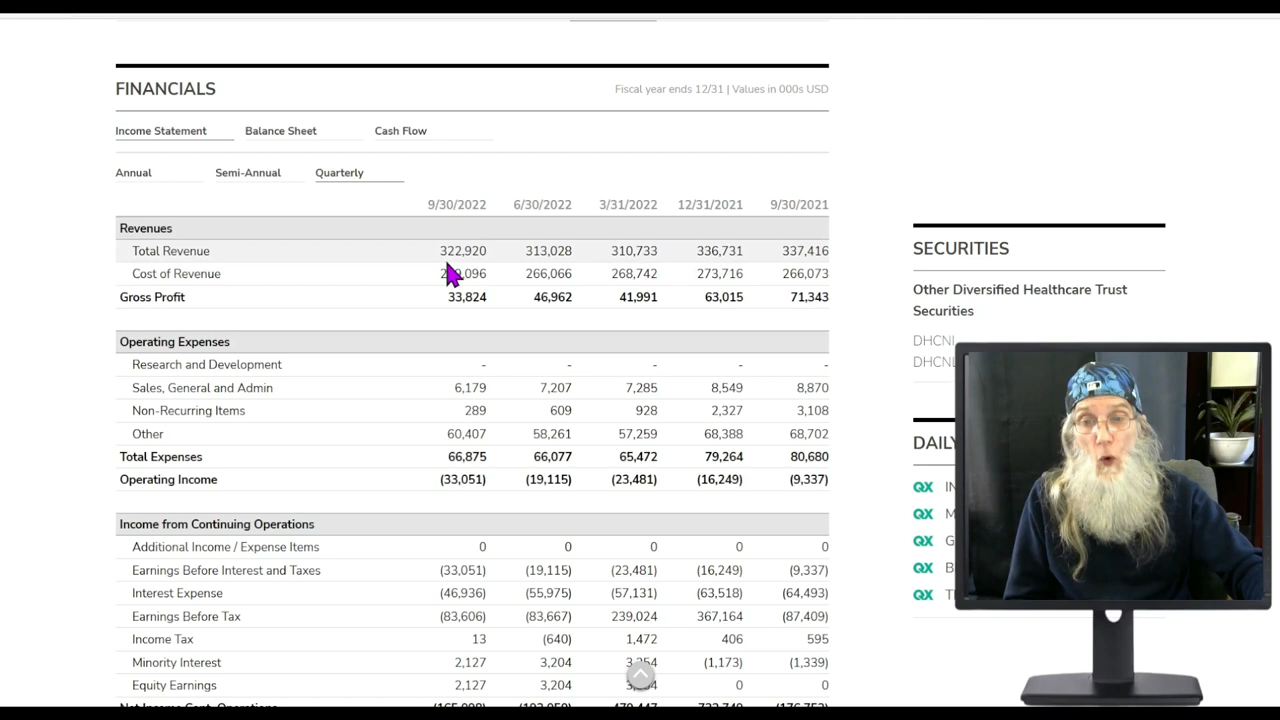 FINANCIALS
Fiscal year ends 12/31 | Values in 000s USD
Income Statement Balance Sheet Cash Flow
Annual Semi-Annual Quarterly
9/30/2022 6/30/2022 3/31/2022 12/31/2021 9/30/2021
Revenues
Total Revenue 322,920 313,028 310,733 336,731 337,416
Cost of Revenue 266,066 268,742 273,716 266,073
Gross Profit 33,824 46,962 41,991 63,015 71,343
Operating Expenses
Research and Development - - - - -
Sales, General and Admin 6,179 7,207 7,285 8,549 8,870
Non-Recurring Items 289 609 928 2,327 3,108
Other 60,407 58,261 57,259 68,388 68,702
Total Expenses 66,875 66,077 65,472 79,264 80,680
Operating Income (33,051) (19,115) (23,481) (16,249) (9,337)
Income from Continuing Operations
Additional Income / Expense Items 0 0 0 0 0
Earnings Before Interest and Taxes (33,051) (19,115) (23,481) (16,249) (9,337)
Interest Expense (46,936) (55,975) (57,131) (63,518) (64,493)
Earnings Before Tax (83,606) (83,667) 239,024 367,164 (87,409)
Income Tax 13 (640) 1,472 406 595
Minority Interest 2,127 3,204 (1,173) (1,339)
Equity Earnings 2,127 3,204 0 0
SECURITIES
Other Diversified Healthcare Trust
Securities
DHCNI
DAILY
QX
QX
QX
QX
QX